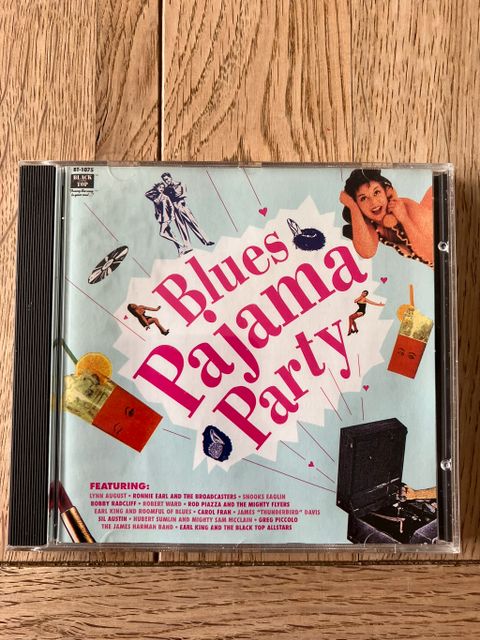 BT-1075
BLACK
TOP
Blues
Pajama
Party
FEATURING:
LYNN AUGUST • RONNIE EARL AND THE BROADCASTERS • SNOOKS EAGLIN
BOBBY RADCLIFF • ROBERT WARD • ROD PIAZZA AND THE MIGHTY FLYERS
EARL KING AND ROOMFUL OF BLUES • CAROL FRAN • JAMES "THUNDERBIRD" DAVIS
SIL AUSTIN • HUBERT SUMLIN AND MIGHTY SAM MCCLAIN • GREG PICCOLO
THE JAMES HARMAN BAND • EARL KING AND THE BLACK TOP ALLSTARS